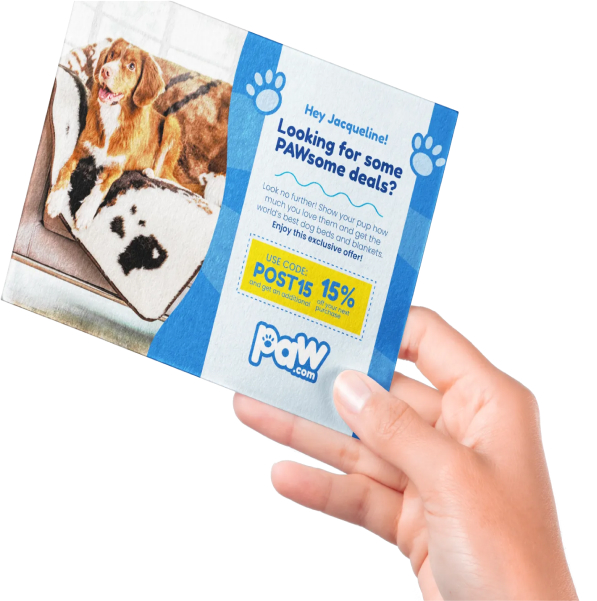 Hey Jacqueline!
Looking for some
PAWsome deals?
Look no further! Show your pup how
much you love them and get the
world's best dog beds and blankets.
Enjoy this exclusive offer!
USE CODE:
POST15
and get an additional
15%
off your next
purchase
paw
.com